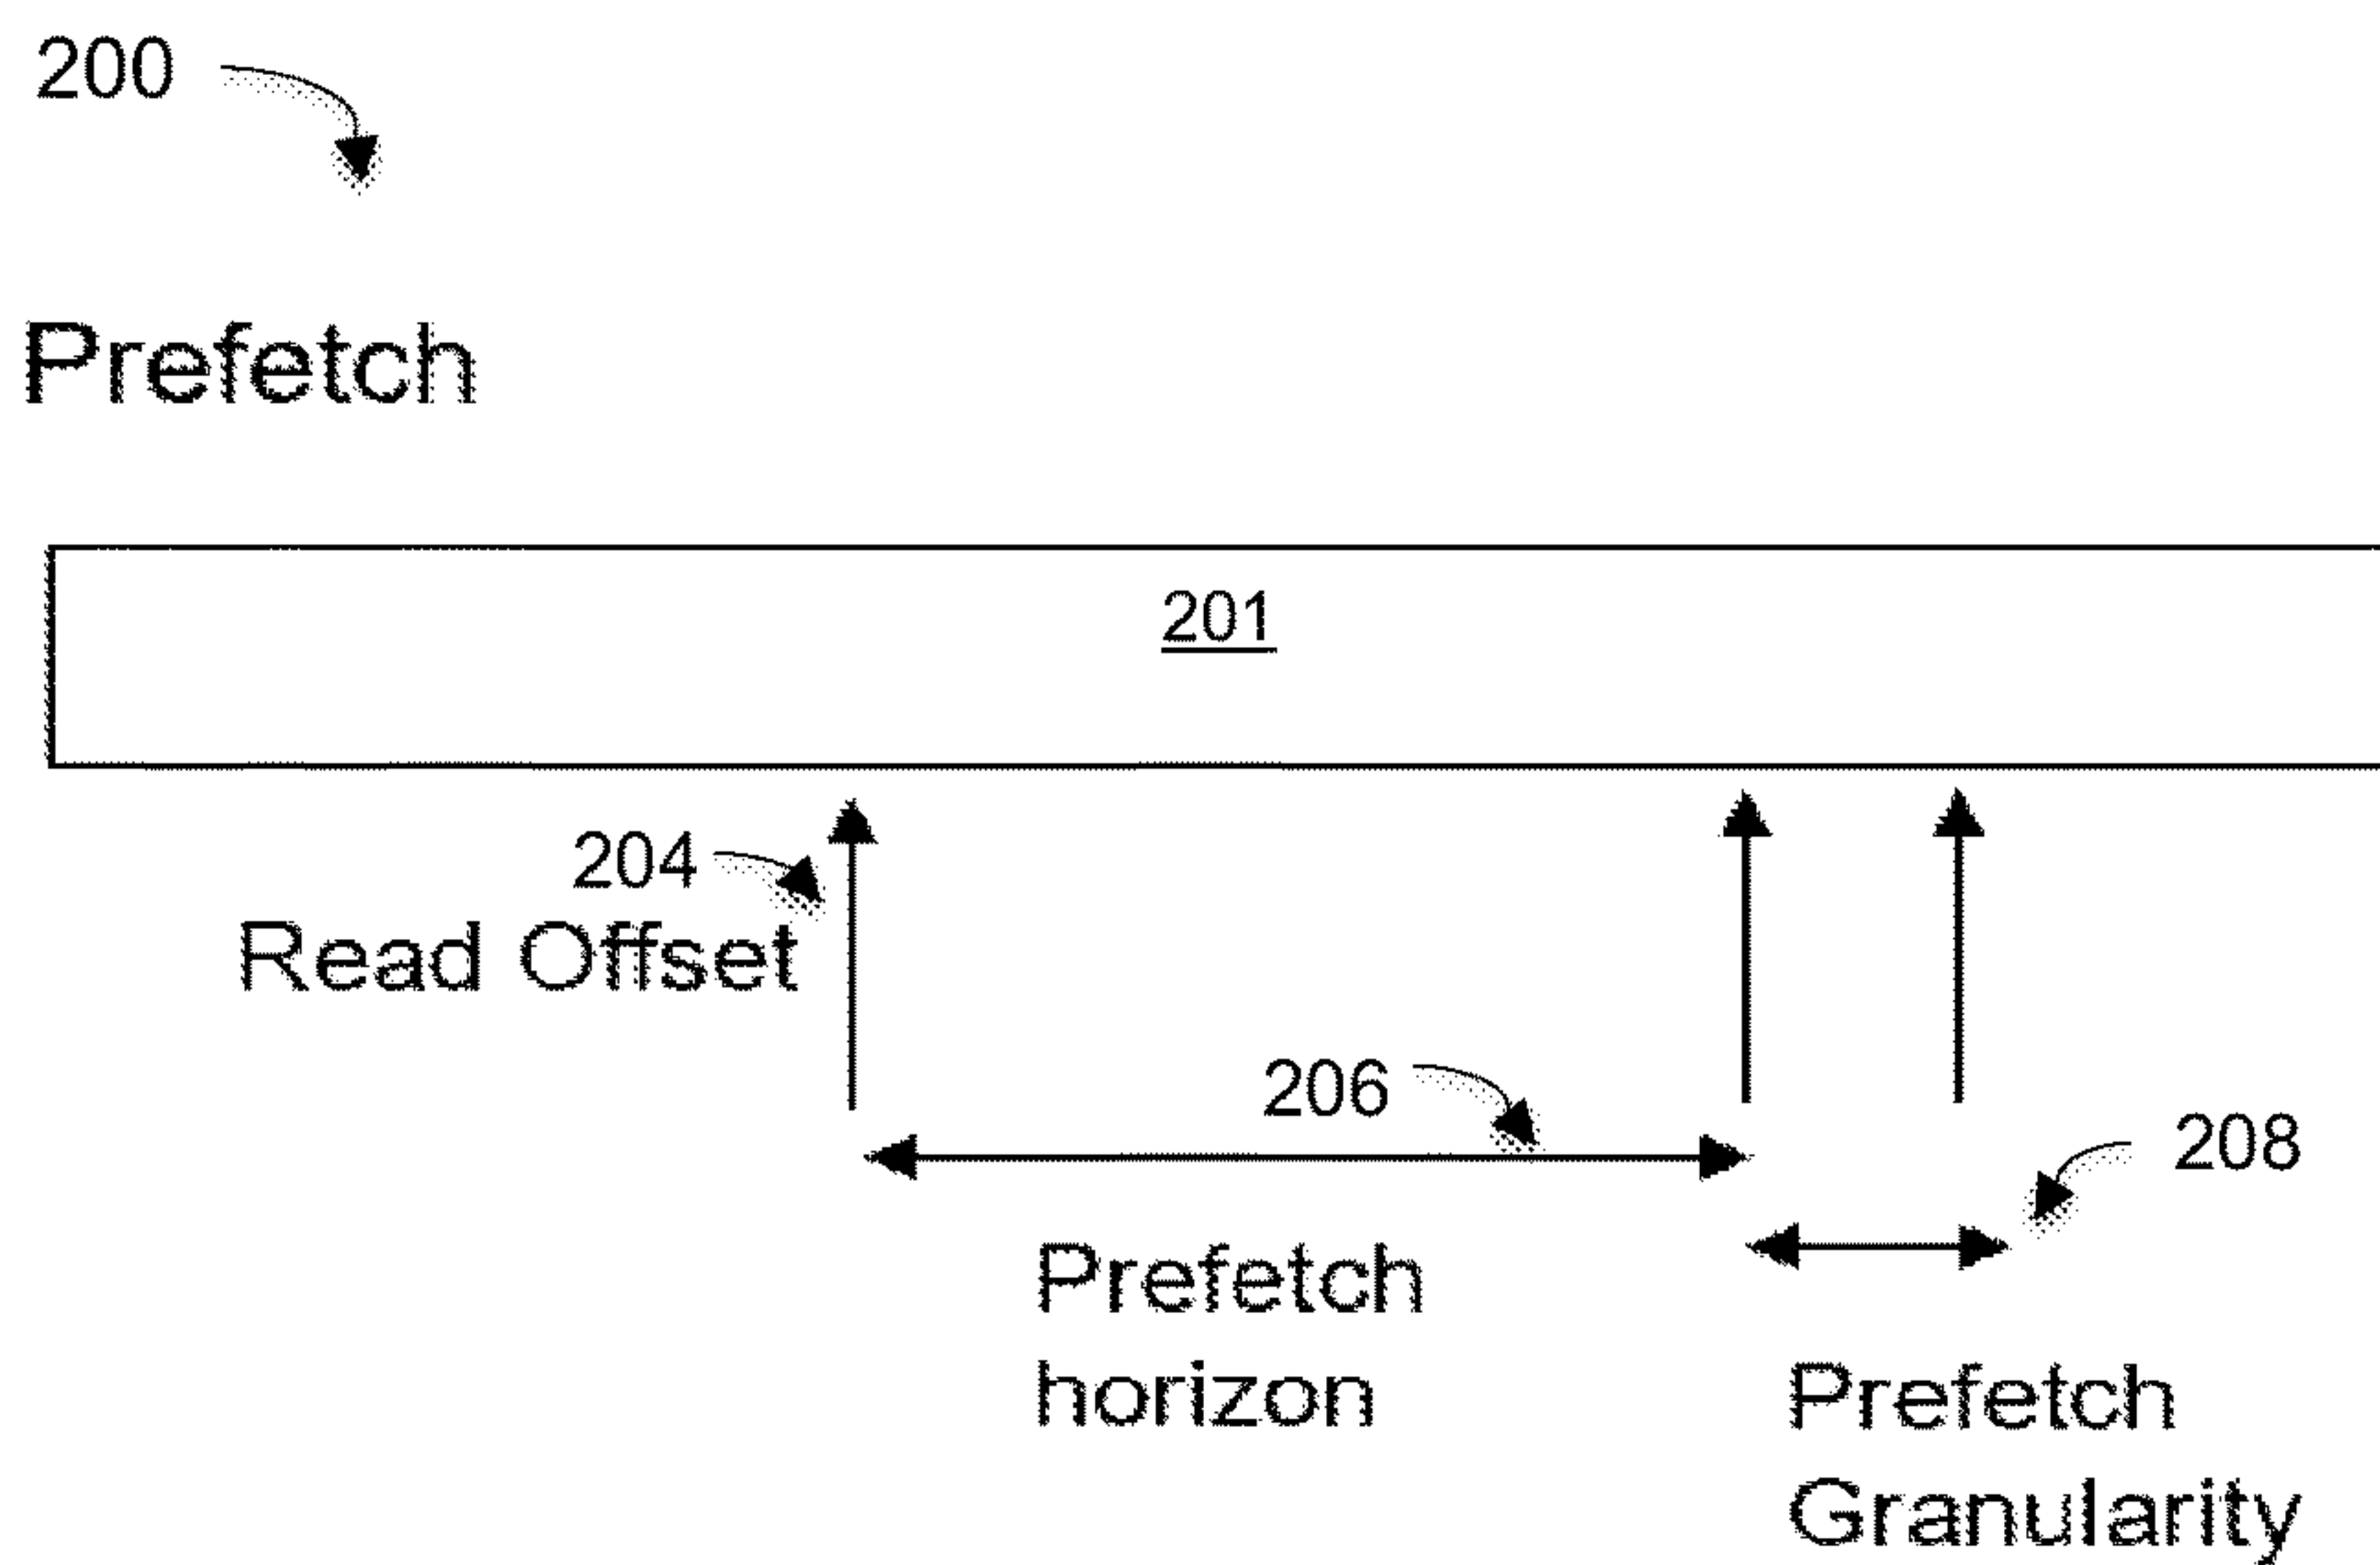 200
Prefetch
201
204
Read Offset
206
208
Prefetch
horizon
Prefetch
Granularity